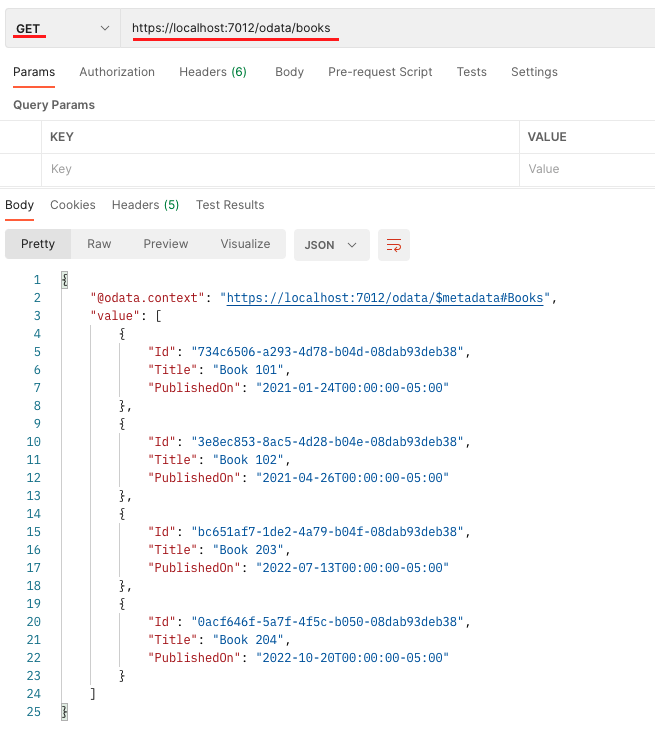 GET https://localhost:7012/odata/books
Params Authorization Headers (6) Body Pre-request Script Tests Settings
Query Params
KEY VALUE
Key Value
Body Cookies Headers (5) Test Results
Pretty Raw Preview Visualize JSON
1 {
2 "@odata.context": "https://localhost:7012/odata/$metadata#Books",
3 "value": [
4 {
5 "Id": "734c6506-a293-4d78-b04d-08dab93deb38",
6 "Title": "Book 101",
7 "PublishedOn": "2021-01-24T00:00:00-05:00"
8 },
9 {
10 "Id": "3e8ec853-8ac5-4d28-b04e-08dab93deb38",
11 "Title": "Book 102",
12 "PublishedOn": "2021-04-26T00:00:00-05:00"
13 },
14 {
15 "Id": "bc651af7-1de2-4a79-b04f-08dab93deb38",
16 "Title": "Book 203",
17 "PublishedOn": "2022-07-13T00:00:00-05:00"
18 },
19 {
20 "Id": "0acf646f-5a7f-4f5c-b050-08dab93deb38",
21 "Title": "Book 204",
22 "PublishedOn": "2022-10-20T00:00:00-05:00"
23 }
24 ]
25 }